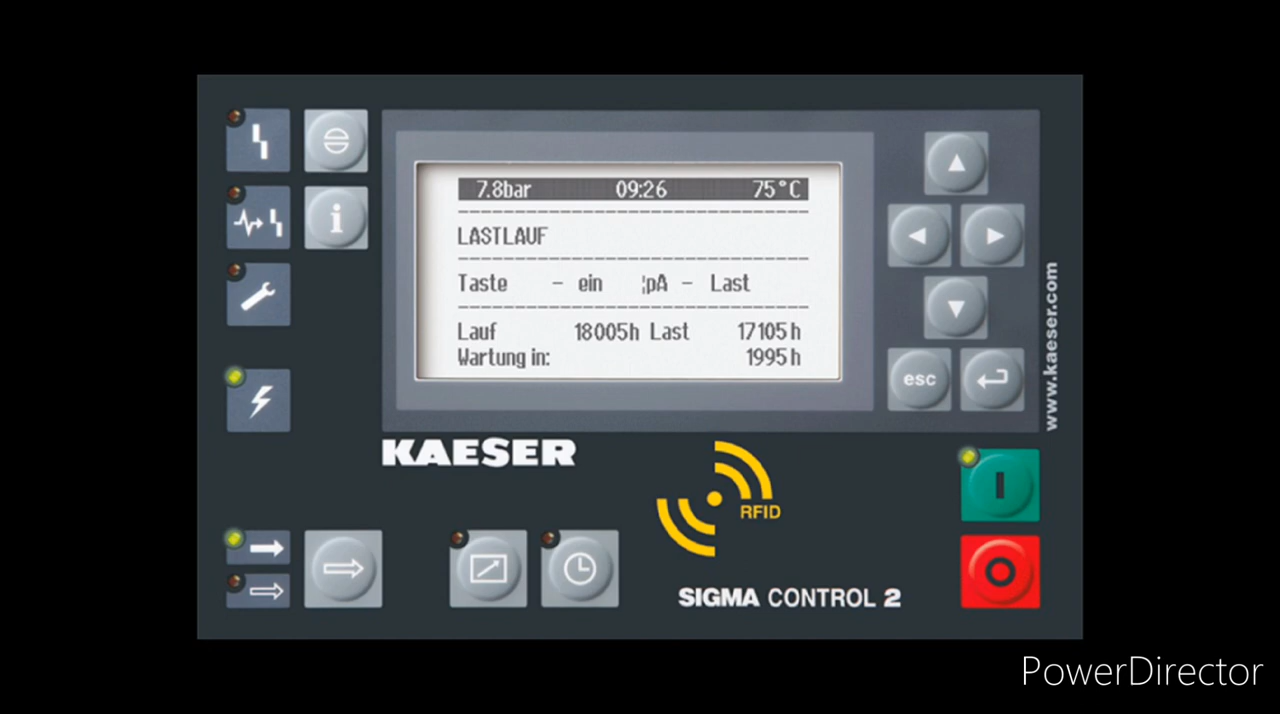 7.8bar 09:26 75°C
LASTLAUF
Taste - ein ¦pA - Last
Lauf 18005h Last 17105h
Wartung in: 1995h
i
esc
www.kaeser.com
KAESER
RFID
I
SIGMA CONTROL 2
O
PowerDirector